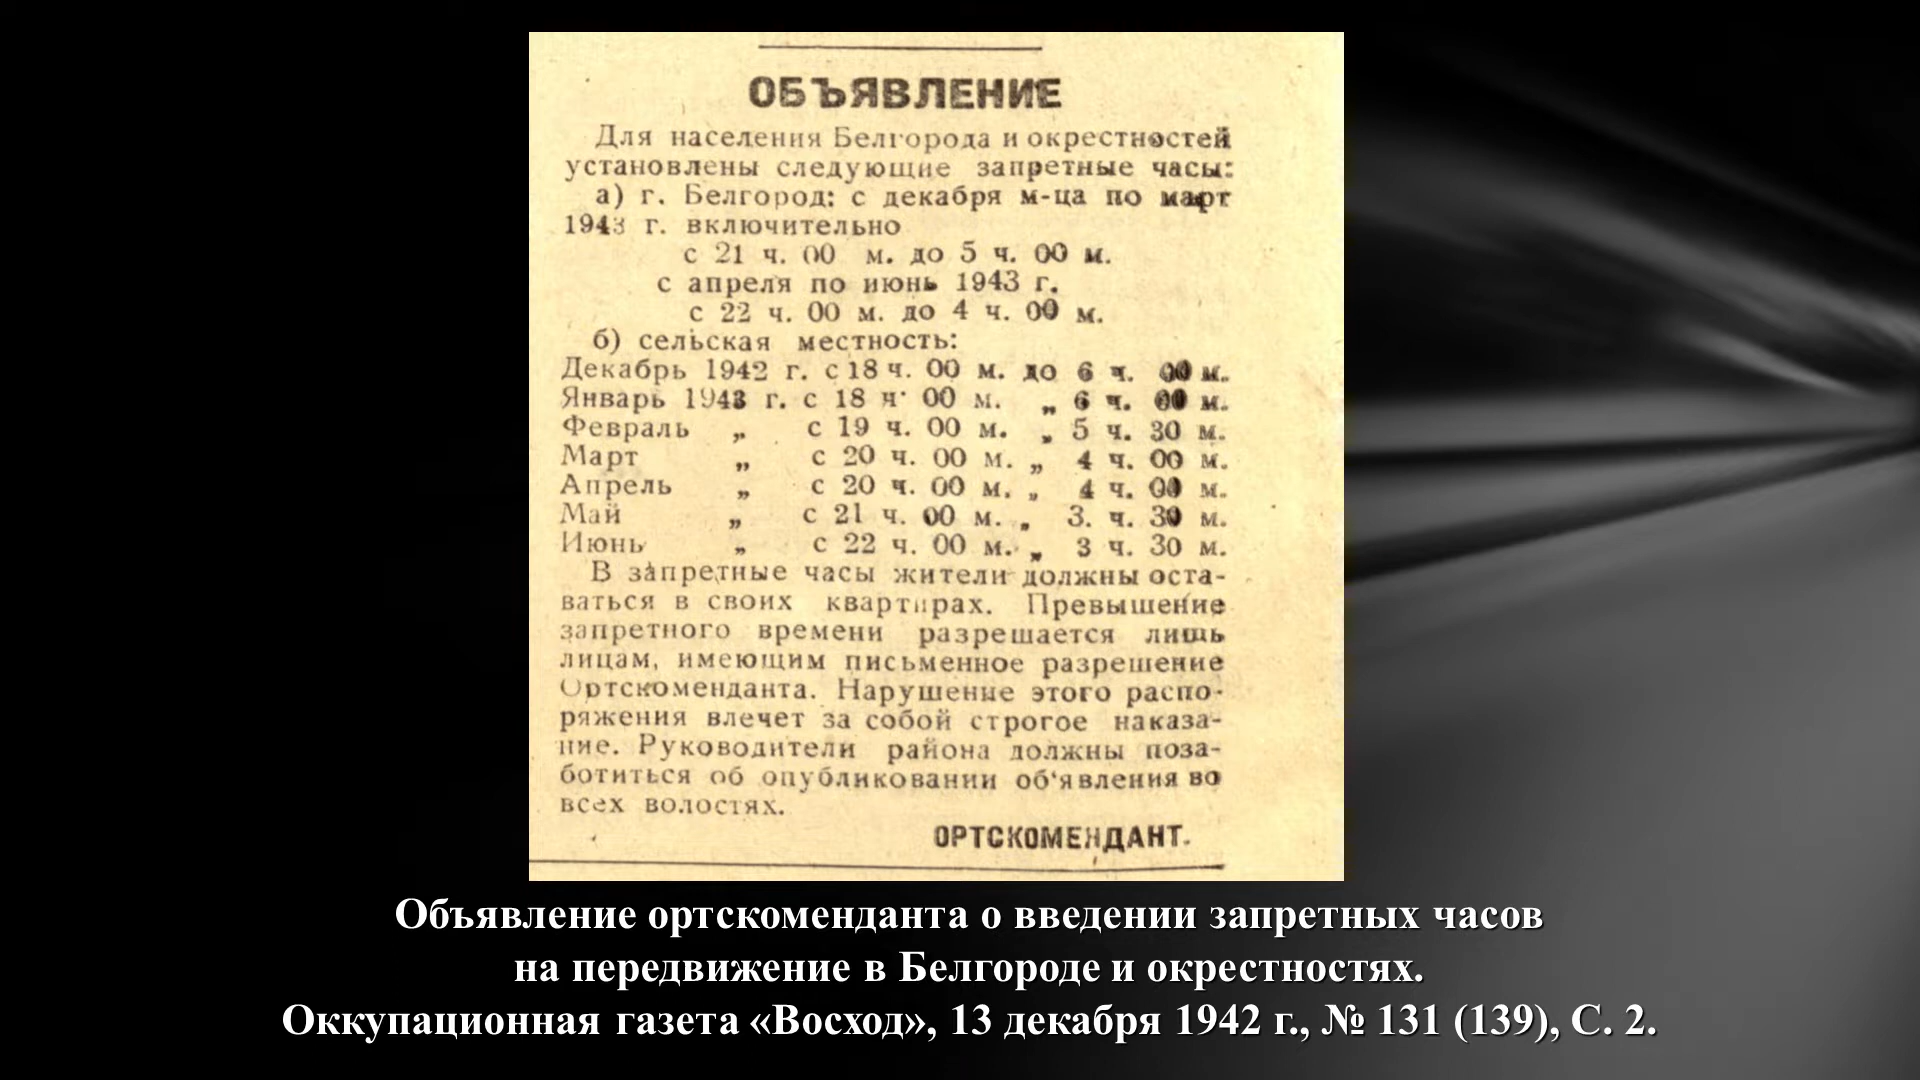 ОБЪЯВЛЕНИЕ
Для населения Белгорода и окрестностей
установлены следующие запретные часы:
а) г. Белгород: с декабря м-ца по март
1943 г. включительно
с 21 ч. 00 м. до 5 ч. 00 м.
с апреля по июнь 1943 г.
с 22 ч. 00 м. до 4 ч. 00 м.
б) сельская местность:
Декабрь 1942 г. с 18 ч. 00 м. до 6 ч. 00 м.
Январь 1943 г. с 18 ч· 00 м. „ 6 ч. 00 м.
Февраль „ с 19 ч. 00 м. „ 5 ч. 30 м.
Март „ с 20 ч. 00 м. „ 4 ч. 00 м.
Апрель „ с 20 ч. 00 м. „ 4 ч. 00 м.
Май „ с 21 ч. 00 м. „ 3. ч. 30 м.
Июнь „ с 22 ч. 00 м. „ 3 ч. 30 м.
В запретные часы жители должны оста-
ваться в своих квартирах. Превышение
запретного времени разрешается лишь
лицам, имеющим письменное разрешение
Ортскоменданта. Нарушение этого распо-
ряжения влечет за собой строгое наказа-
ние. Руководители района должны поза-
ботиться об опубликовании об‘явления во
всех волостях.
ОРТСКОМЕНДАНТ.
Объявление ортскоменданта о введении запретных часов
на передвижение в Белгороде и окрестностях.
Оккупационная газета «Восход», 13 декабря 1942 г., № 131 (139), С. 2.